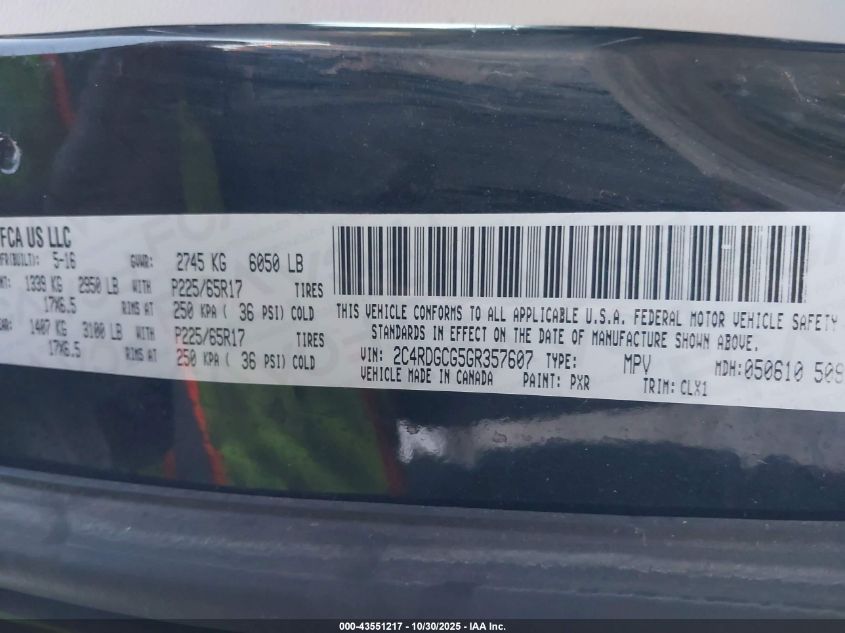 FCA US LLC
MFR(BUILT): 5-16 GVWR: 2745 KG 6050 LB
1339 KG 2950 LB WITH P225/65R17 TIRES
17X6.5 RIMS AT 250 KPA ( 36 PSI) COLD
1407 KG 3100 LB WITH P225/65R17 TIRES
17X6.5 RIMS AT 250 KPA ( 36 PSI) COLD
THIS VEHICLE CONFORMS TO ALL APPLICABLE U.S.A. FEDERAL MOTOR VEHICLE SAFETY
STANDARDS IN EFFECT ON THE DATE OF MANUFACTURE SHOWN ABOVE.
VIN: 2C4RDGCG5GR357607 TYPE: MPV MDH: 050610 509
VEHICLE MADE IN CANADA PAINT: PXR TRIM: CLX1
000-43551217 - 10/30/2025 - IAA Inc.